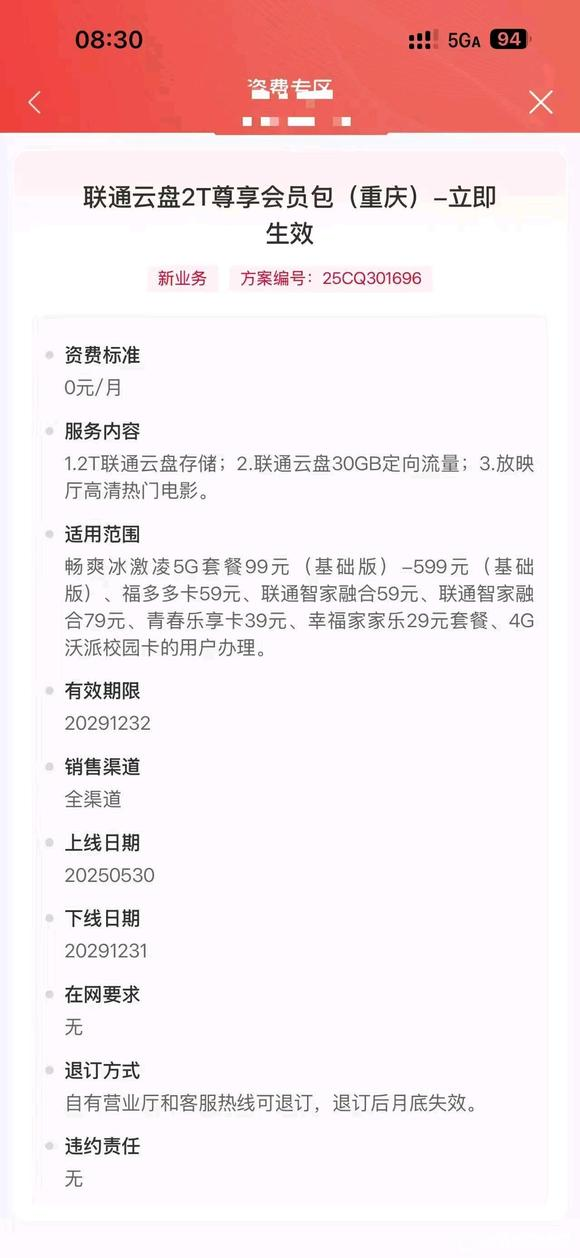 08:30
5GA
94
资费专区
联通云盘2T尊享会员包（重庆）–立即
生效
新业务
方案编号：25CQ301696
资费标准
0元/月
服务内容
1.2T联通云盘存储；2.联通云盘30GB定向流量；3.放映
厅高清热门电影。
适用范围
畅爽冰激凌5G套餐99元（基础版）–599元（基础
版）、福多多卡59元、联通智家融合59元、联通智家融
合79元、青春乐享卡39元、幸福家家乐29元套餐、4G
沃派校园卡的用户办理。
有效期限
20291232
销售渠道
全渠道
上线日期
20250530
下线日期
20291231
在网要求
无
退订方式
自有营业厅和客服热线可退订，退订后月底失效。
违约责任
无